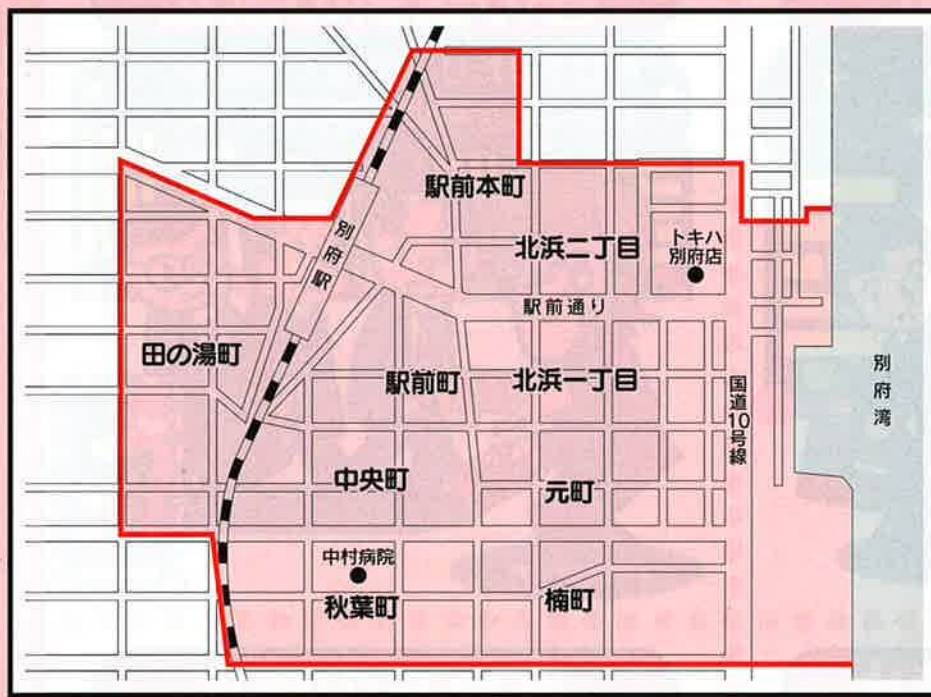 駅前本町
別府駅
北浜二丁目
トキハ
別府店
駅前通り
田の湯町
駅前町
北浜一丁目
国道10号線
別府湾
中央町
元町
中村病院
秋葉町
楠町